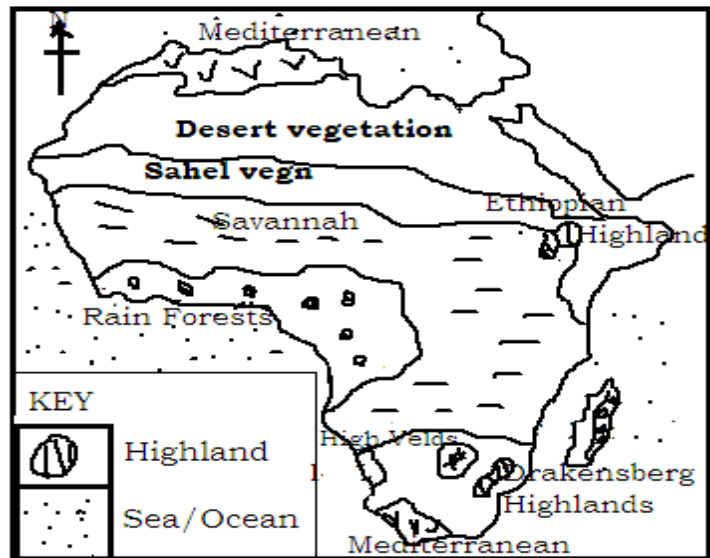 N
Mediterranean
Desert vegetation
Sahel vegn
Ethiopian
Highland
Savannah
Rain Forests
KEY
Highland
Sea/Ocean
High Velds
Drakensberg
Highlands
Mediterranean